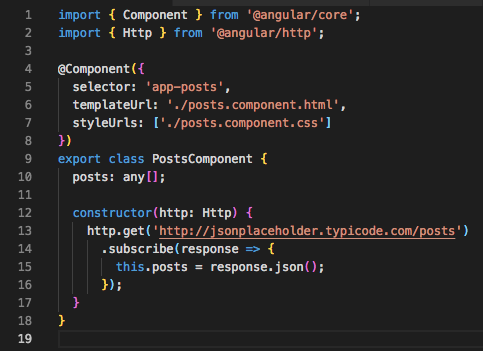 1 import { Component } from '@angular/core';
2 import { Http } from '@angular/http';
3
4 @Component({
5   selector: 'app-posts',
6   templateUrl: './posts.component.html',
7   styleUrls: ['./posts.component.css']
8 })
9 export class PostsComponent {
10   posts: any[];
11
12   constructor(http: Http) {
13     http.get('http://jsonplaceholder.typicode.com/posts')
14       .subscribe(response => {
15         this.posts = response.json();
16       });
17   }
18 }
19